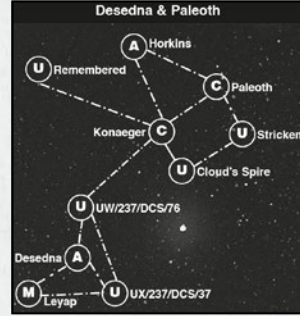 Desedna & Paleoth
A Horkins
U Remembered
C Paleoth
Konaeger C
U Stricken
U Cloud's Spire
U UW/237/DCS/76
Desedna A
M Leyap
U UX/237/DCS/37